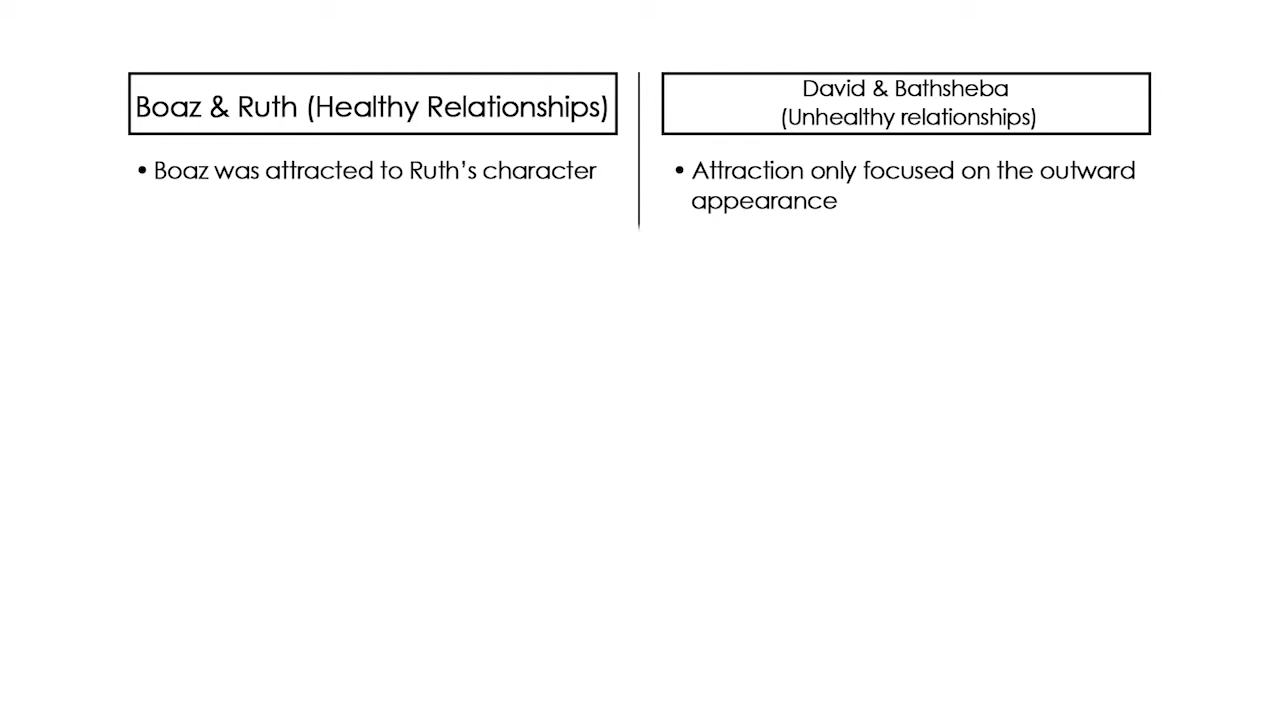 Boaz & Ruth (Healthy Relationships)
• Boaz was attracted to Ruth’s character
David & Bathsheba
(Unhealthy relationships)
• Attraction only focused on the outward
appearance